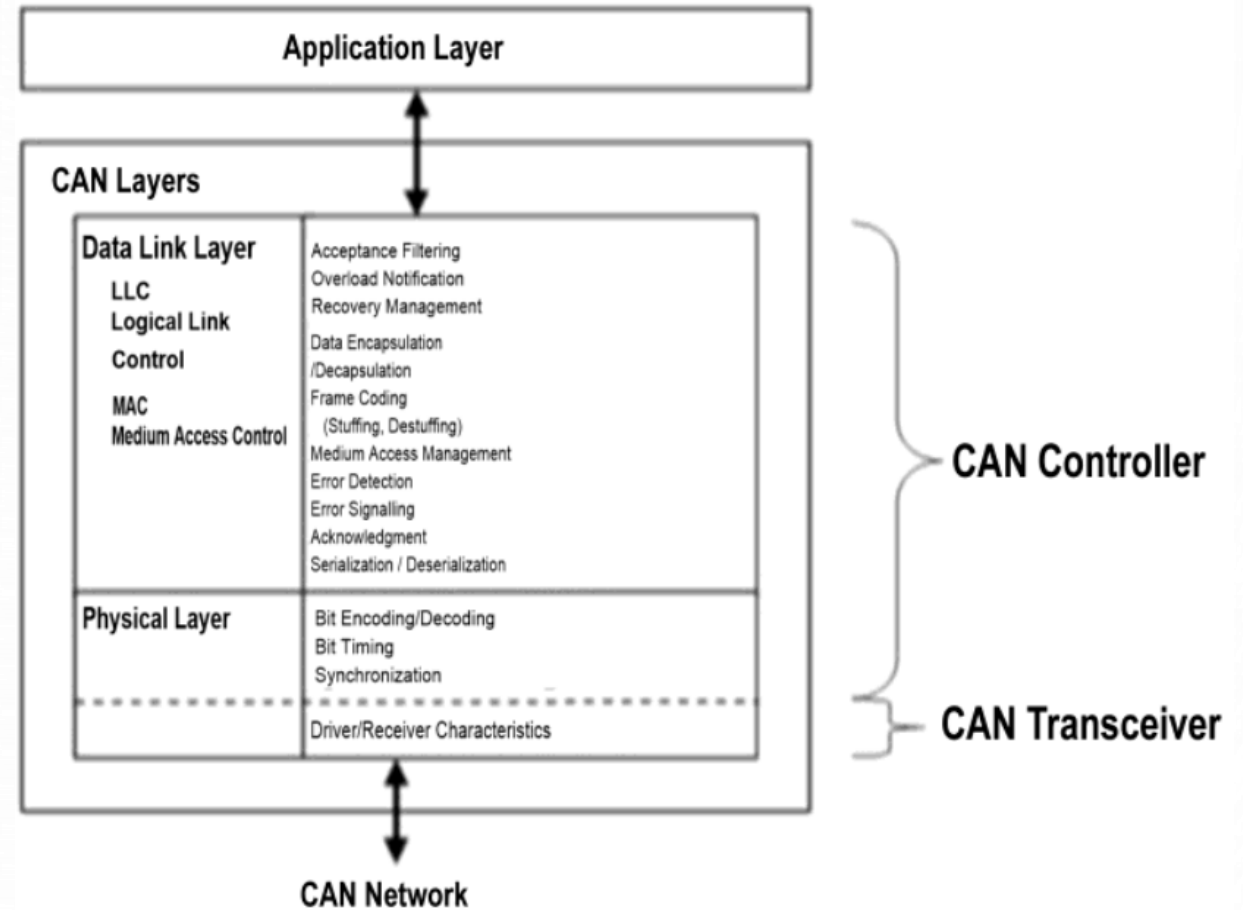 Application Layer
CAN Layers
Data Link Layer
LLC
Logical Link
Control
MAC
Medium Access Control
Acceptance Filtering
Overload Notification
Recovery Management
Data Encapsulation
/Decapsulation
Frame Coding
(Stuffing, Destuffing)
Medium Access Management
Error Detection
Error Signalling
Acknowledgment
Serialization / Deserialization
Physical Layer
Bit Encoding/Decoding
Bit Timing
Synchronization
Driver/Receiver Characteristics
CAN Controller
CAN Transceiver
CAN Network